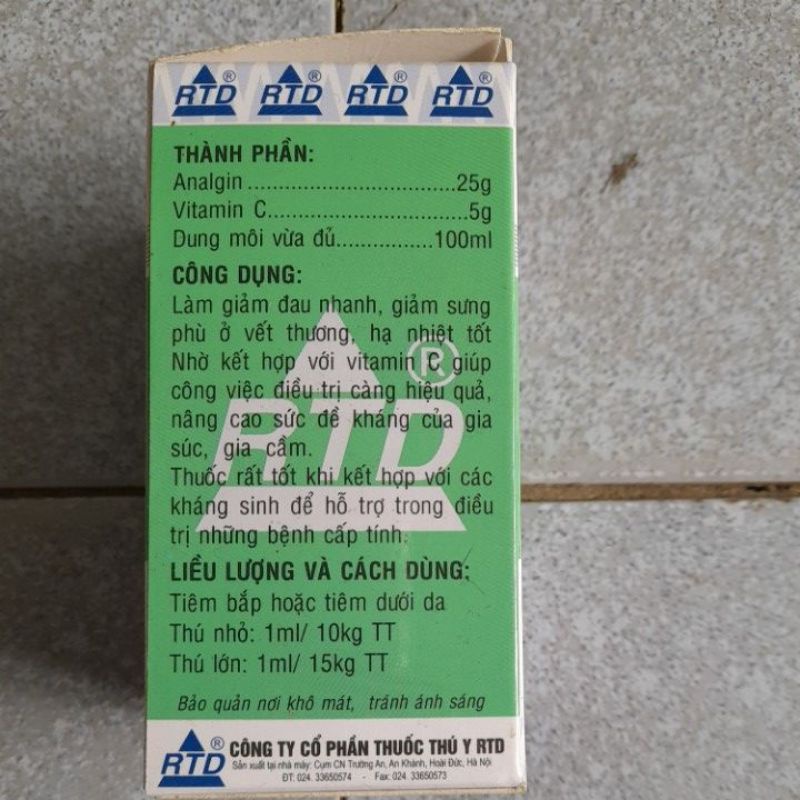 RTD® RTD® RTD® RTD®
THÀNH PHẦN:
Analgin................................25g
Vitamin C..............................5g
Dung môi vừa đủ...............100ml
CÔNG DỤNG:
Làm giảm đau nhanh, giảm sưng
phù ở vết thương, hạ nhiệt tốt
Nhờ kết hợp với vitamin C giúp
công việc điều trị càng hiệu quả,
nâng cao sức đề kháng của gia
súc, gia cầm.
Thuốc rất tốt khi kết hợp với các
kháng sinh để hỗ trợ trong điều
trị những bệnh cấp tính.
RTD®
LIỀU LƯỢNG VÀ CÁCH DÙNG:
Tiêm bắp hoặc tiêm dưới da
Thú nhỏ: 1ml/ 10kg TT
Thú lớn: 1ml/ 15kg TT
Bảo quản nơi khô mát, tránh ánh sáng
RTD® CÔNG TY CỔ PHẦN THUỐC THÚ Y RTD
Sản xuất tại nhà máy: Cụm CN Trường An, An Khánh, Hoài Đức, Hà Nội
ĐT: 024. 33650574 - Fax: 024. 33650573